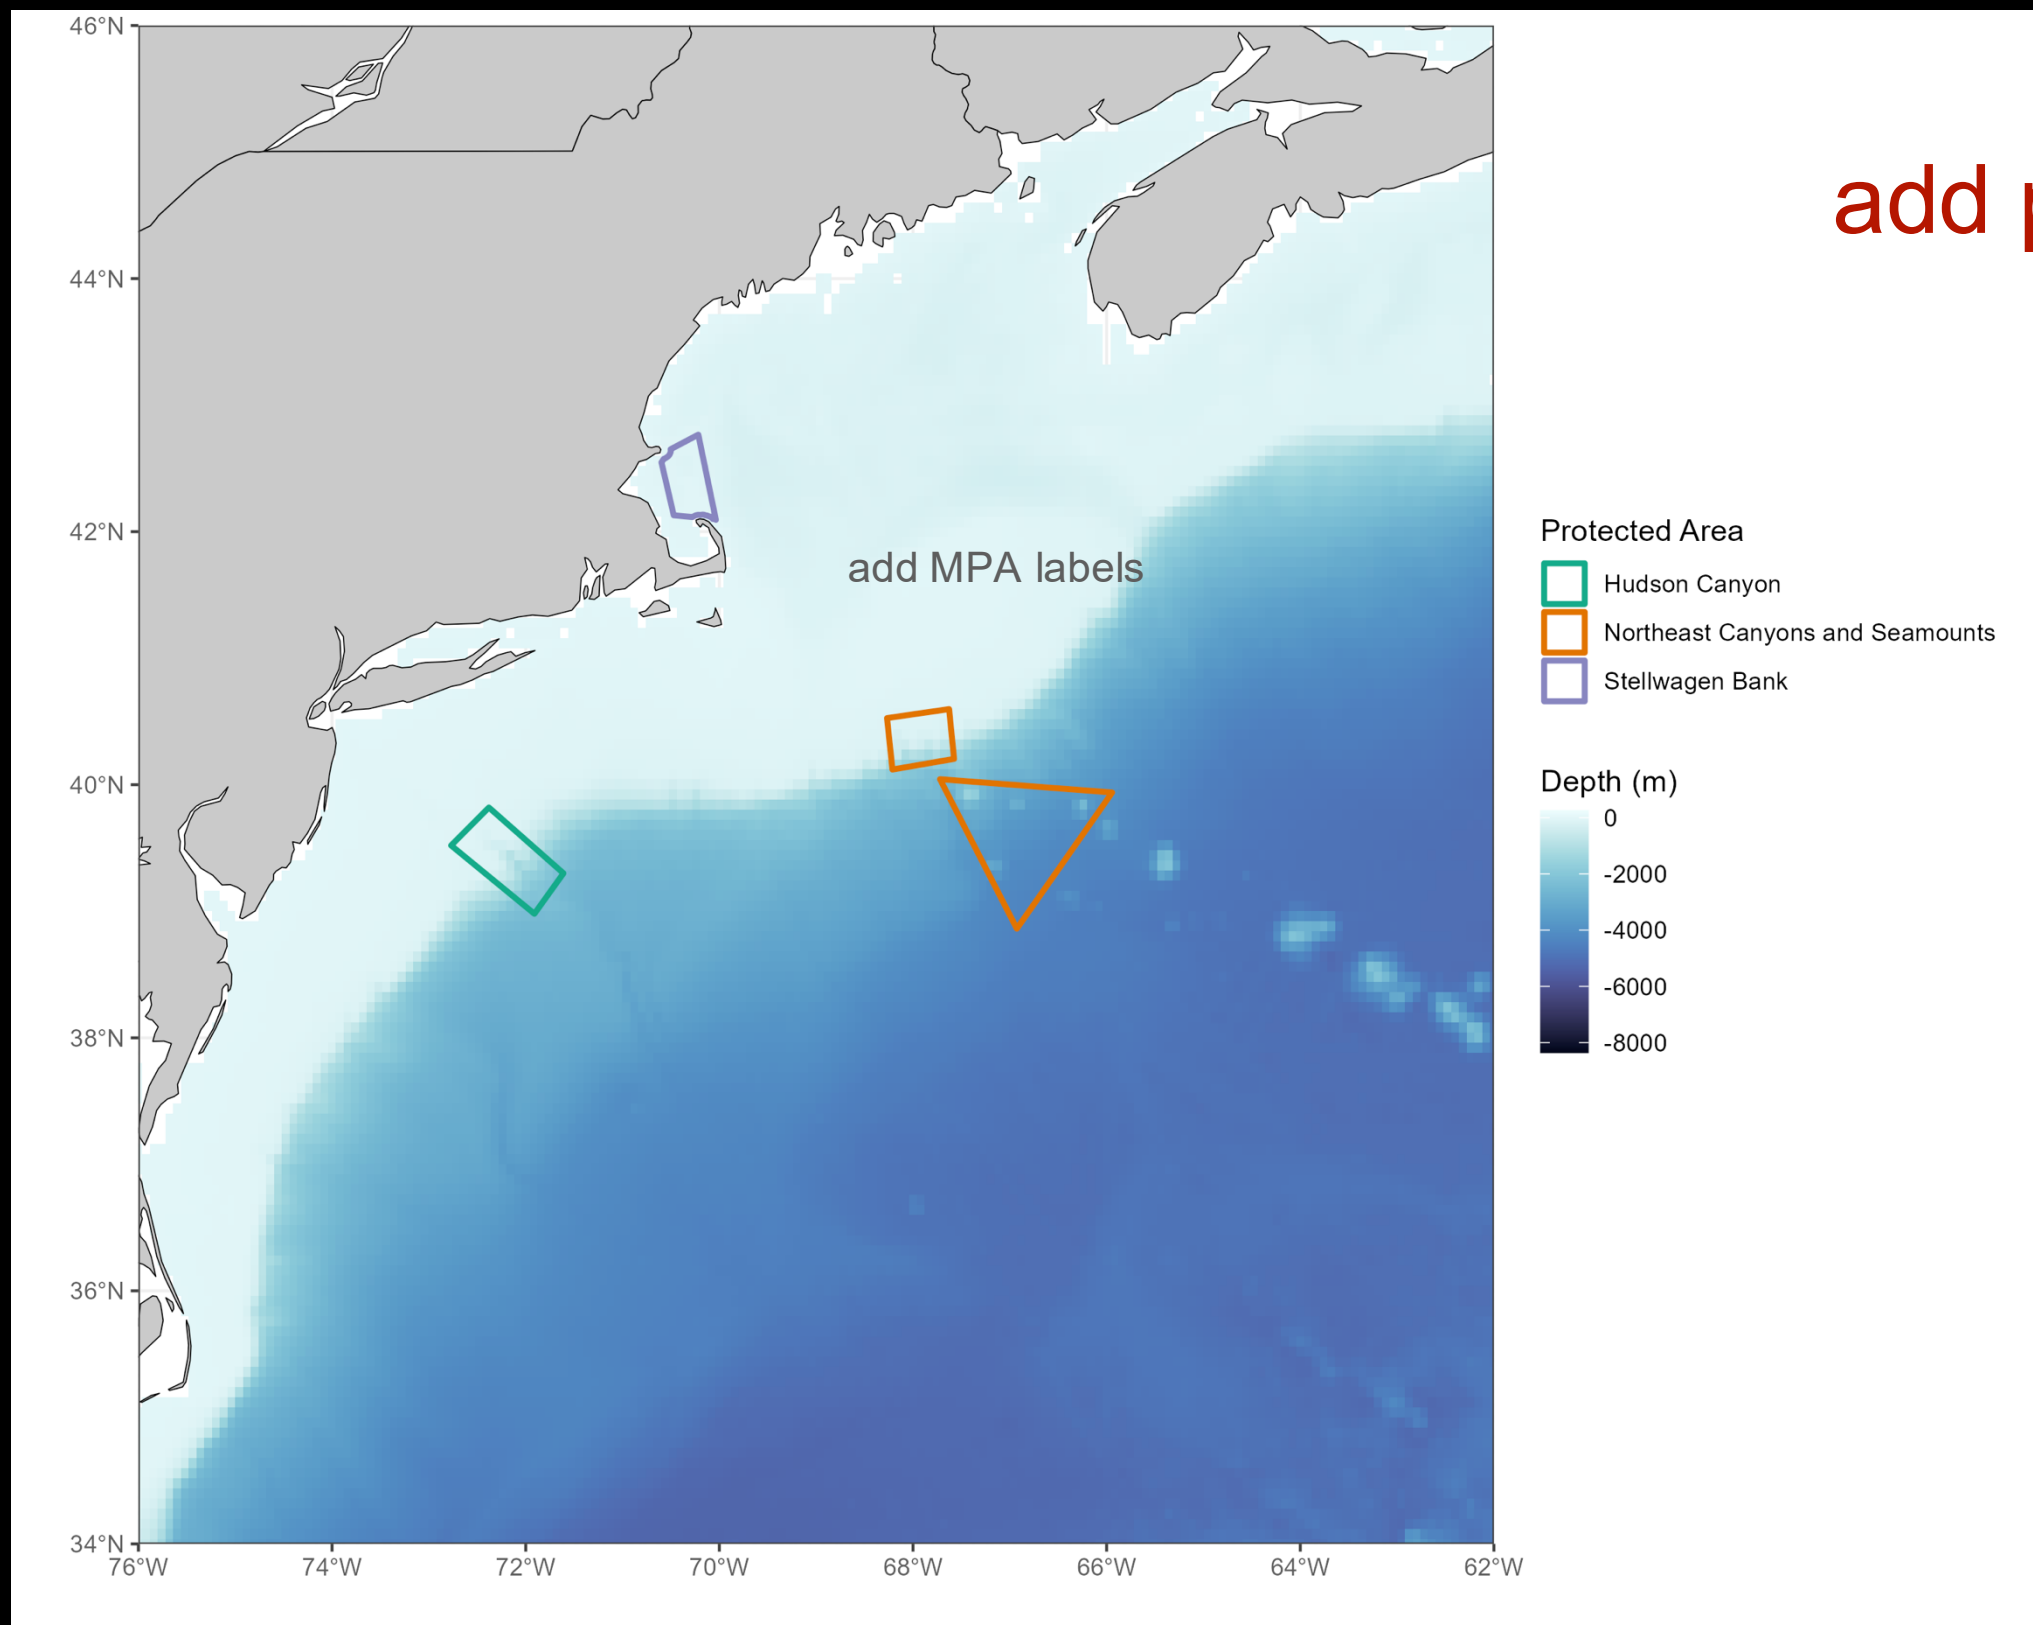 46°N
44°N
42°N
40°N
38°N
36°N
34°N
76°W 74°W 72°W 70°W 68°W 66°W 64°W 62°W
add MPA labels
add p
Protected Area
Hudson Canyon
Northeast Canyons and Seamounts
Stellwagen Bank
Depth (m)
0
-2000
-4000
-6000
-8000